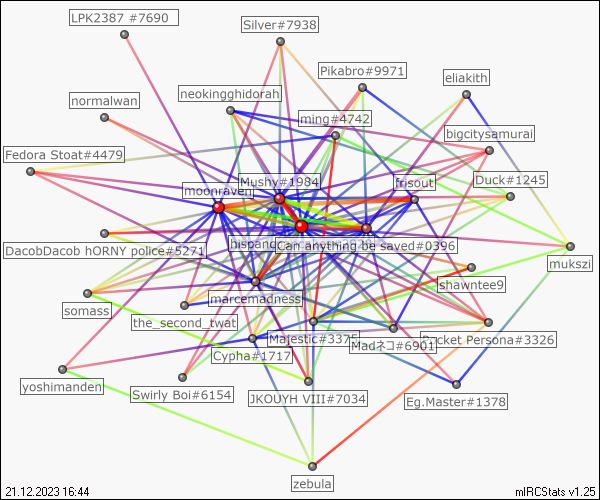 LPK2387 #7690
Silver#7938
Pikabro#9971
eliakith
neokingghidorah
normalwan
ming#4742
bigcitysamurai
Fedora Stoat#4479
Mushy#1984
frisout
Duck#1245
moonraven
hispand
Can anything be saved#0396
DacobDacob hORNY police#5271
mukszi
shawntee9
somass
marcemadness
the_second_twat
Majestic#3375
Madネコ#6901
cket Persona#3326
Cypha#1717
yoshimanden
Swirly Boi#6154
JKOUYH VIII#7034
Eg.Master#1378
zebula
21.12.2023 16:44
mIRCStats v1.25